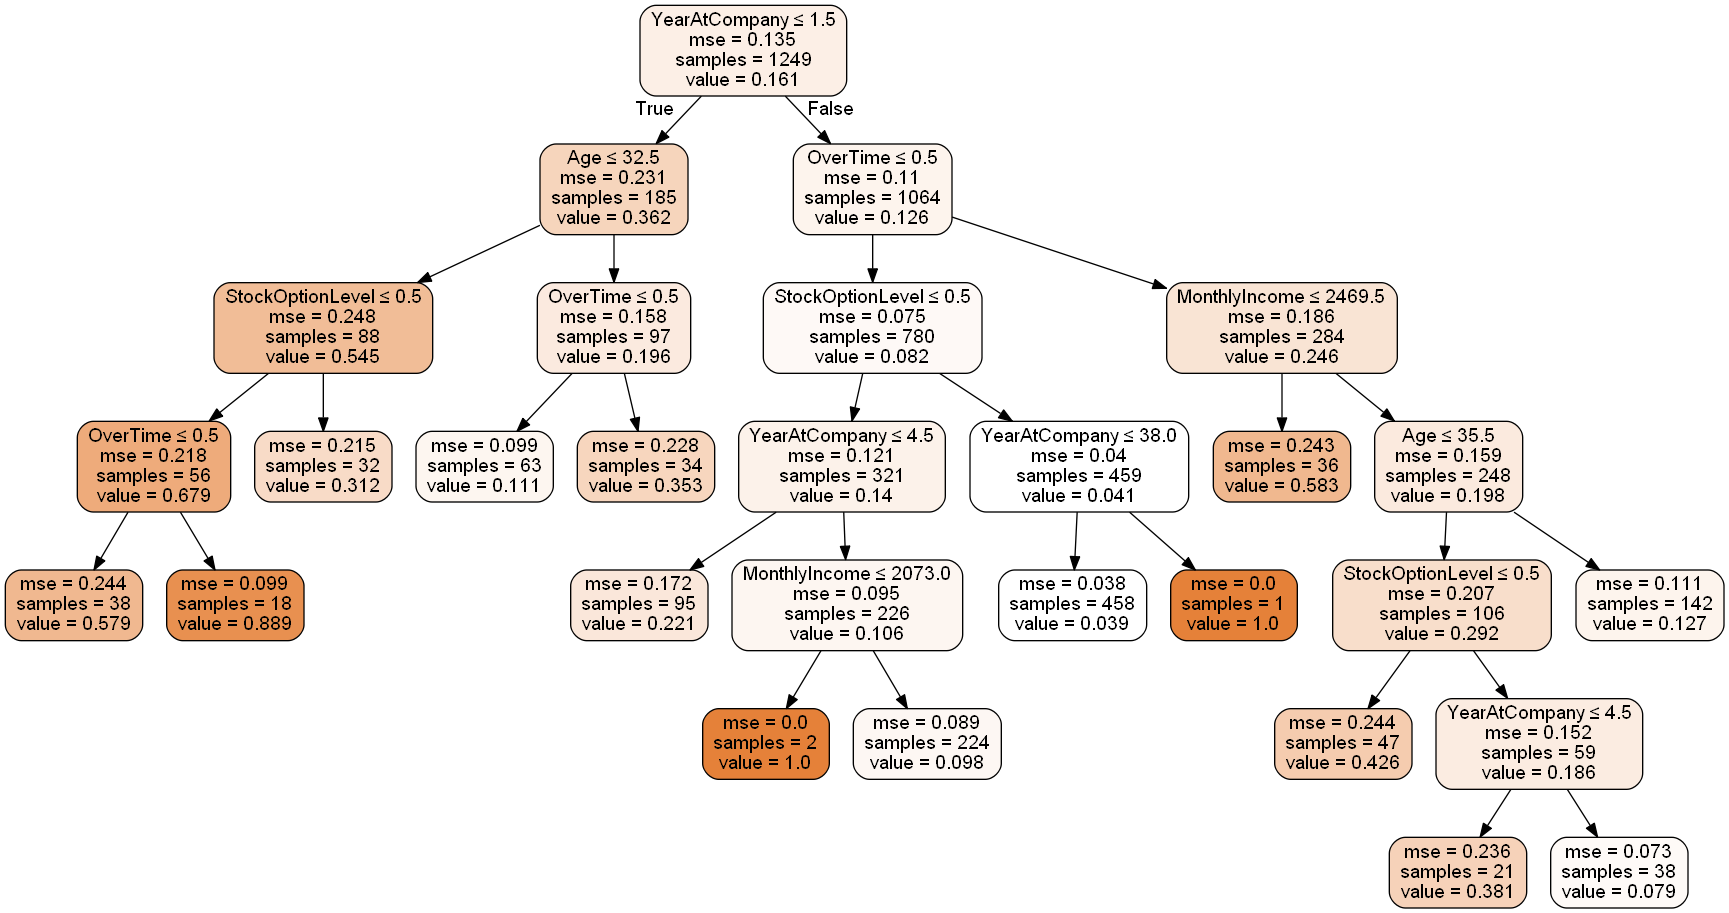 YearAtCompany ≤ 1.5
mse = 0.135
samples = 1249
value = 0.161
True
False
Age ≤ 32.5
mse = 0.231
samples = 185
value = 0.362
OverTime ≤ 0.5
mse = 0.11
samples = 1064
value = 0.126
StockOptionLevel ≤ 0.5
mse = 0.248
samples = 88
value = 0.545
OverTime ≤ 0.5
mse = 0.158
samples = 97
value = 0.196
StockOptionLevel ≤ 0.5
mse = 0.075
samples = 780
value = 0.082
MonthlyIncome ≤ 2469.5
mse = 0.186
samples = 284
value = 0.246
OverTime ≤ 0.5
mse = 0.218
samples = 56
value = 0.679
mse = 0.215
samples = 32
value = 0.312
mse = 0.099
samples = 63
value = 0.111
mse = 0.228
samples = 34
value = 0.353
YearAtCompany ≤ 4.5
mse = 0.121
samples = 321
value = 0.14
YearAtCompany ≤ 38.0
mse = 0.04
samples = 459
value = 0.041
mse = 0.243
samples = 36
value = 0.583
Age ≤ 35.5
mse = 0.159
samples = 248
value = 0.198
mse = 0.244
samples = 38
value = 0.579
mse = 0.099
samples = 18
value = 0.889
mse = 0.172
samples = 95
value = 0.221
MonthlyIncome ≤ 2073.0
mse = 0.095
samples = 226
value = 0.106
mse = 0.038
samples = 458
value = 0.039
mse = 0.0
samples = 1
value = 1.0
StockOptionLevel ≤ 0.5
mse = 0.207
samples = 106
value = 0.292
mse = 0.111
samples = 142
value = 0.127
mse = 0.0
samples = 2
value = 1.0
mse = 0.089
samples = 224
value = 0.098
mse = 0.244
samples = 47
value = 0.426
YearAtCompany ≤ 4.5
mse = 0.152
samples = 59
value = 0.186
mse = 0.236
samples = 21
value = 0.381
mse = 0.073
samples = 38
value = 0.079